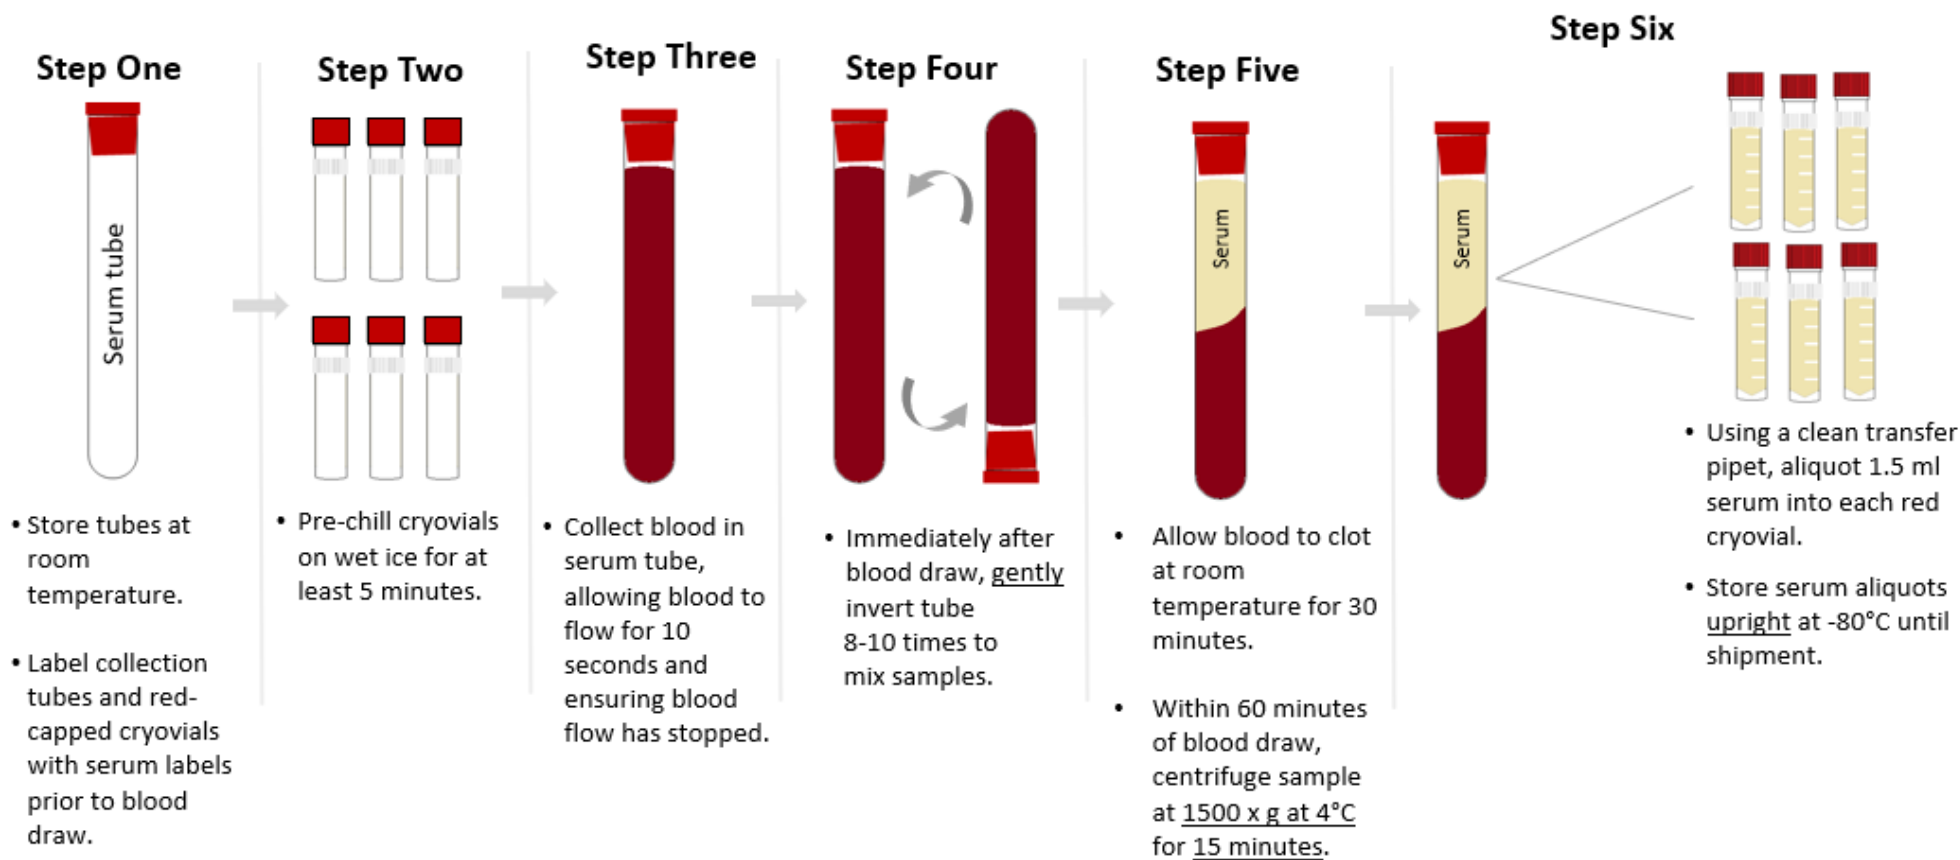 Step One
Serum tube
• Store tubes at
room
temperature.
• Label collection
tubes and red-
capped cryovials
with serum labels
prior to blood
draw.
Step Two
• Pre-chill cryovials
on wet ice for at
least 5 minutes.
Step Three
• Collect blood in
serum tube,
allowing blood to
flow for 10
seconds and
ensuring blood
flow has stopped.
Step Four
• Immediately after
blood draw, gently
invert tube
8-10 times to
mix samples.
Step Five
Serum
• Allow blood to clot
at room
temperature for 30
minutes.
• Within 60 minutes
of blood draw,
centrifuge sample
at 1500 x g at 4°C
for 15 minutes.
Step Six
Serum
• Using a clean transfer
pipet, aliquot 1.5 ml
serum into each red
cryovial.
• Store serum aliquots
upright at -80°C until
shipment.